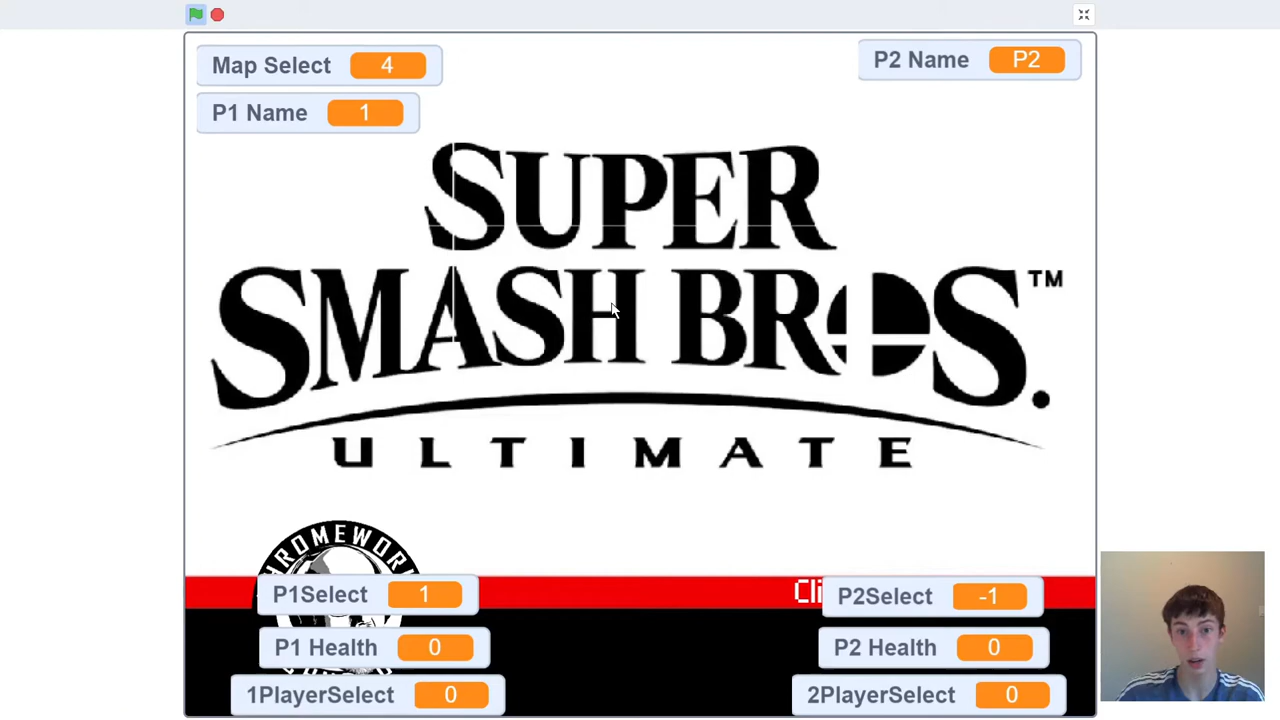 Map Select 4
P2 Name P2
P1 Name 1
SUPER
SMASH BROS.™
ULTIMATE
P1Select 1
Cli
P2Select -1
P1 Health 0
P2 Health 0
1PlayerSelect 0
2PlayerSelect 0